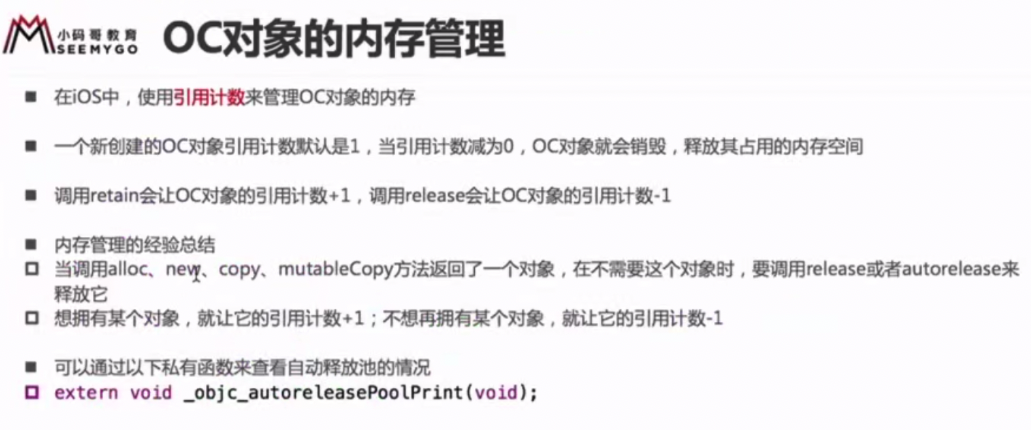 小码哥教育
SEEMYGO
OC对象的内存管理
在iOS中，使用引用计数来管理OC对象的内存
一个新创建的OC对象引用计数默认是1，当引用计数减为0，OC对象就会销毁，释放其占用的内存空间
调用retain会让OC对象的引用计数+1，调用release会让OC对象的引用计数-1
内存管理的经验总结
当调用alloc、new、copy、mutableCopy方法返回了一个对象，在不需要这个对象时，要调用release或者autorelease来
释放它
想拥有某个对象，就让它的引用计数+1；不想再拥有某个对象，就让它的引用计数-1
可以通过以下私有函数来查看自动释放池的情况
extern void _objc_autoreleasePoolPrint(void);